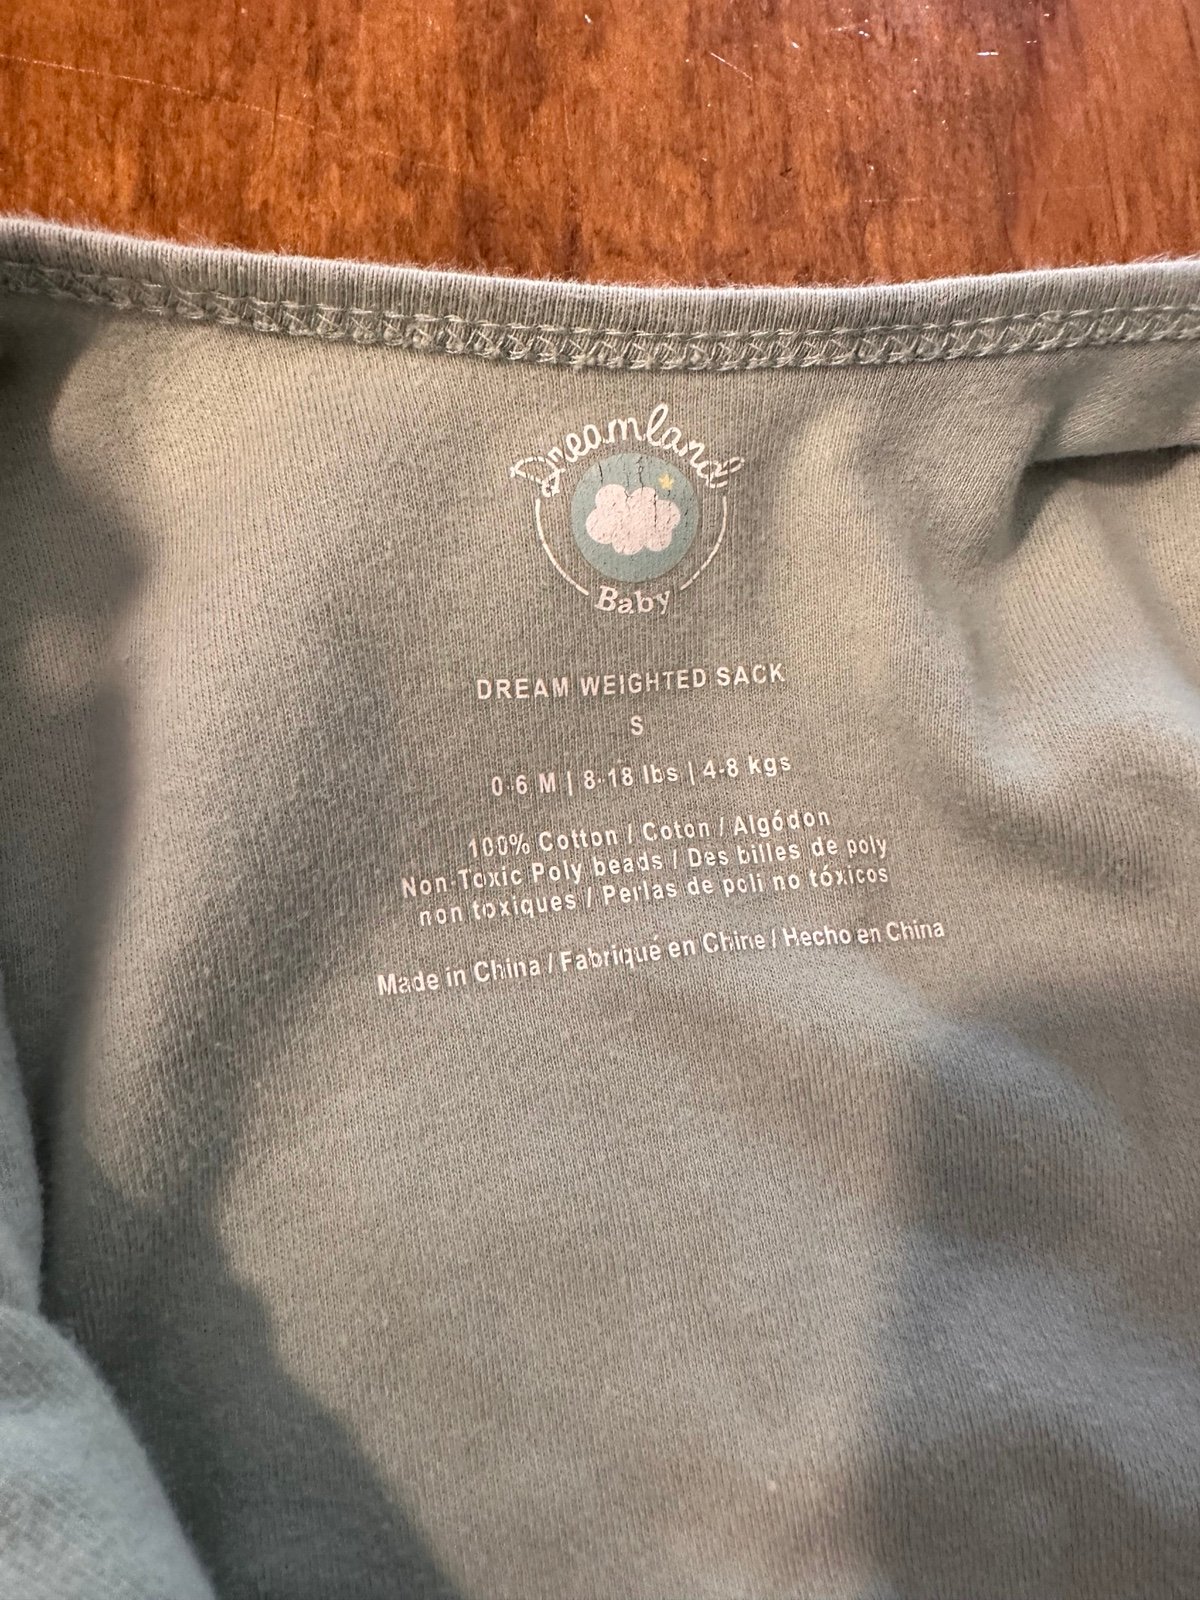 Dreamland
Baby
DREAM WEIGHTED SACK
S
0-6 M | 8-18 lbs | 4-8 kgs
100% Cotton / Coton / Algódon
Non-Toxic Poly beads / Des billes de poly
non toxiques / Perlas de poli no tóxicos
Made in China / Fabriqué en Chine / Hecho en China